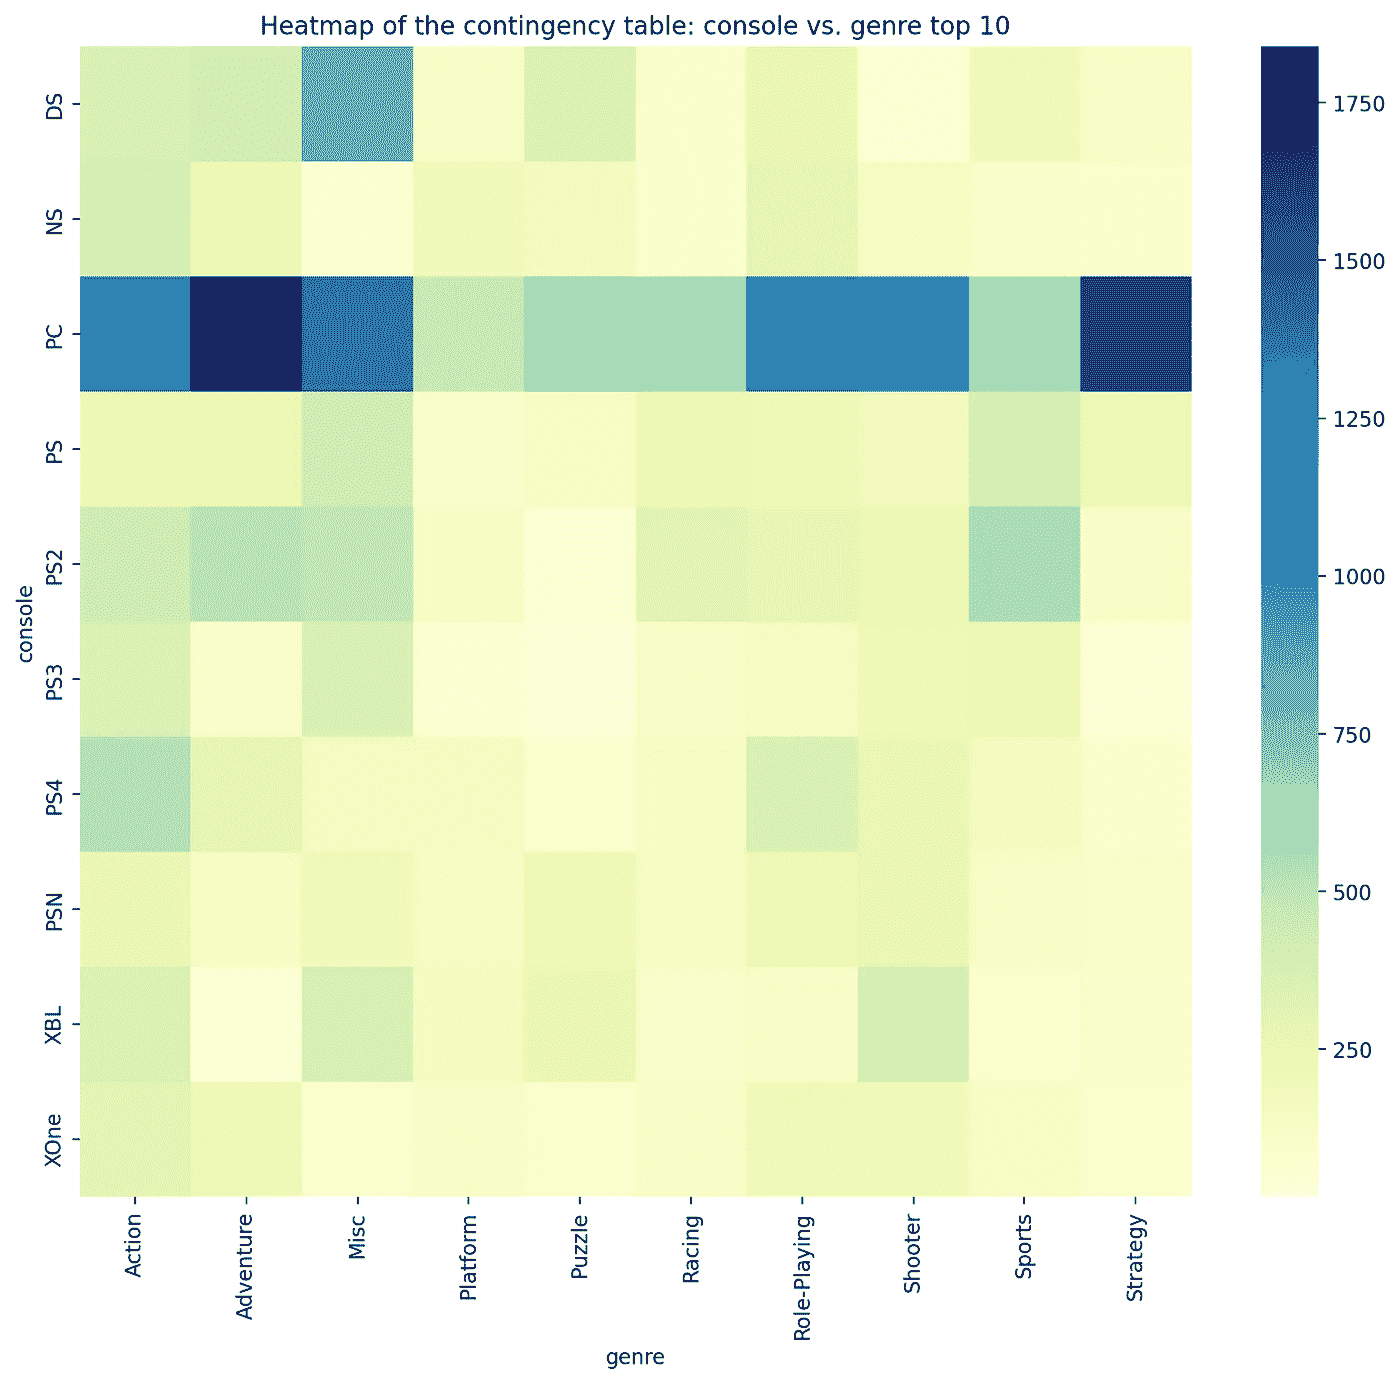 Heatmap of the contingency table: console vs. genre top 10
console
DS
NS
PC
PS
PS2
PS3
PS4
PSN
XBL
XOne
Action
Adventure
Misc
Platform
Puzzle
Racing
Role-Playing
Shooter
Sports
Strategy
genre
1750
1500
1250
1000
750
500
250